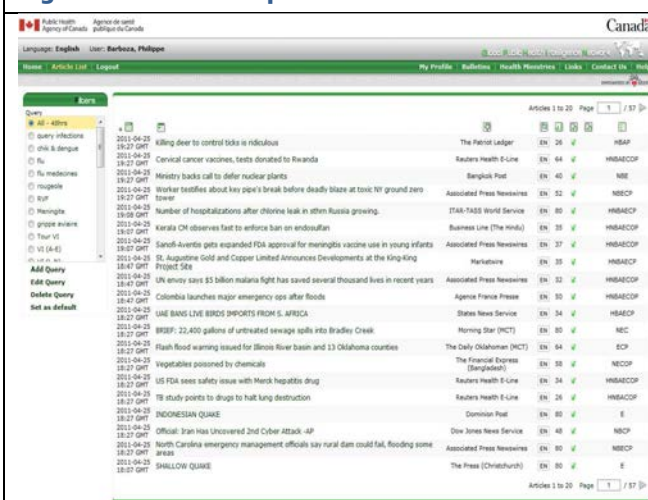 Public Health Agence de santé
Agency of Canada publique du Canada
Canada
Language: English User: Barboza, Philippe
Home Article List Logout
My Profile Bulletins Health Ministries Links Contact Us Help
Filters
Query
All - 48hrs
query infections
chik & dengue
flu
flu medecines
rougeole
RVF
Meningite
grippe aviaire
Tour VI
VI (A-E)
Add Query
Edit Query
Delete Query
Set as default
Articles 1 to 20 Page 1 / 57
2011-04-25 19:27 GMT Killing deer to control ticks is ridiculous The Patriot Ledger EN 26 HBAP
2011-04-25 19:27 GMT Cervical cancer vaccines, tests donated to Rwanda Reuters Health E-Line EN 64 HNBAECOP
2011-04-25 19:27 GMT Ministry backs call to defer nuclear plants Bangkok Post EN 40 NBE
2011-04-25 19:27 GMT Worker testifies about key pipe's break before deadly blaze at toxic NY ground zero tower Associated Press Newswires EN 52 NBECP
2011-04-25 19:08 GMT Number of hospitalizations after chlorine leak in sthrn Russia growing. ITAR-TASS World Service EN 80 HNBAECP
2011-04-25 19:07 GMT Kerala CM observes fast to enforce ban on endosulfan Business Line (The Hindu) EN 35 HNBAECOP
2011-04-25 19:07 GMT Sanofi-Aventis gets expanded FDA approval for meningitis vaccine use in young infants Associated Press Newswires EN 37 HNBAECOP
2011-04-25 18:47 GMT St. Augustine Gold and Copper Limited Announces Developments at the King-King Project Site Marketwire EN 35 HNBAECP
2011-04-25 18:47 GMT UN envoy says $5 billion malaria fight has saved several thousand lives in recent years Associated Press Newswires EN 32 HNBAECOP
2011-04-25 18:47 GMT Colombia launches major emergency ops after floods Agence France Presse EN 50 HNBAECOP
2011-04-25 18:27 GMT UAE BANS LIVE BIRDS IMPORTS FROM S. AFRICA States News Service EN 34 HBAECP
2011-04-25 18:27 GMT BRIEF: 22,400 gallons of untreated sewage spills into Bradley Creek Morning Star (MCT) EN 80 NEC
2011-04-25 18:27 GMT Flash flood warning issued for Illinois River basin and 13 Oklahoma counties The Daily Oklahoman (MCT) EN 64 ECP
2011-04-25 18:27 GMT Vegetables poisoned by chemicals The Financial Express (Bangladesh) EN 58 NECOP
2011-04-25 18:27 GMT US FDA sees safety issue with Merck hepatitis drug Reuters Health E-Line EN 34 HNBAECOP
2011-04-25 18:27 GMT TB study points to drugs to halt lung destruction Reuters Health E-Line EN 26 HNBACOP
2011-04-25 18:27 GMT INDONESIAN QUAKE Dominion Post EN 80 E
2011-04-25 18:27 GMT Official: Iran Has Uncovered 2nd Cyber Attack -AP Dow Jones News Service EN 48 NBCP
2011-04-25 18:27 GMT North Carolina emergency management officials say rural dam could fail, flooding some areas Associated Press Newswires EN 80 NBECP
2011-04-25 18:07 GMT SHALLOW QUAKE The Press (Christchurch) EN 80 E
Articles 1 to 20 Page 1 / 57